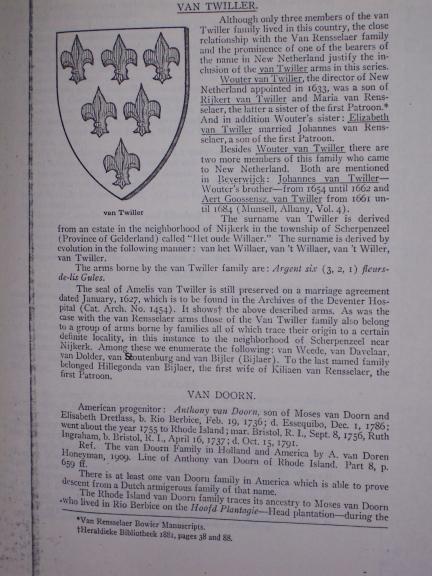 VAN TWILLER.
Although only three members of the van
Twiller family lived in this country, the close
relationship with the Van Rensselaer family
and the prominence of one of the bearers of the
name in New Netherland justify the in-
clusion of the van Twiller arms in this series.
Wouter van Twiller, the director of New
Netherland appointed in 1633, was a son of
Rijkert van Twiller and Maria van Rens-
selaer, the latter a sister of the first Patroon.*
And in addition Wouter's sister: Elizabeth
van Twiller married Johannes van Rens-
selaer, a son of the first Patroon.
Besides Wouter van Twiller there are
two more members of this family who came
to New Netherland. Both are mentioned
in Beverwijck: Johannes van Twiller—
Wouter's brother—from 1654 until 1662 and
Aert Goossensz. van Twiller from 1661 un-
til 1684 (Munsell, Albany, Vol. 4).
van Twiller
The surname van Twiller is derived
from an estate in the neighborhood of Nijkerk in the township of Scherpenzeel
(Province of Gelderland) called "Het oude Willaer." The surname is derived by
evolution in the following manner: van het Willaer, van 't Willaer, van 't Willer,
van Twiller.
The arms borne by the van Twiller family are: Argent six (3, 2, 1) fleurs-
de-lis Gules.
The seal of Amelis van Twiller is still preserved on a marriage agreement
dated January, 1627, which is to be found in the Archives of the Deventer Hos-
pital (Cat. Arch. No. 1454). It shows† the above described arms. As was the
case with the van Rensselaer arms those of the Van Twiller family also belong
to a group of arms borne by families all of which trace their origin to a certain
definite locality, in this instance to the neighborhood of Scherpenzeel near
Nijkerk. Among these we enumerate the following: van Weede, van Davelaar,
van Dolder, van Stoutenburg and van Bijler (Bijlaer). To the last named family
belonged Hillegonda van Bijlaer, the first wife of Kiliaen van Rensselaer, the
first Patroon.
VAN DOORN.
American progenitor: Anthony van Doorn, son of Moses van Doorn and
Elisabeth Dretlass, b. Rio Berbice, Feb. 19, 1736; d. Essequibo, Dec. 1, 1786;
went about the year 1755 to Rhode Island; mar. Bristol, R. I., Sept. 8, 1756, Ruth
Ingraham, b. Bristol, R. I., April 16, 1737; d. Oct. 15, 1791.
Ref. The van Doorn Family in Holland and America by A. van Doren
Honeyman, 1909. Line of Anthony van Doorn of Rhode Island. Part 8, p.
659 ff.
There is at least one van Doorn family in America which is able to prove
descent from a Dutch armigerous family of that name.
The Rhode Island van Doorn family traces its ancestry to Moses van Doorn
who lived in Rio Berbice on the Hoofd Plantagie—Head plantation—during the
*Van Rensselaer Bowier Manuscripts.
†Heraldieke Bibliotheek 1881, pages 38 and 88.